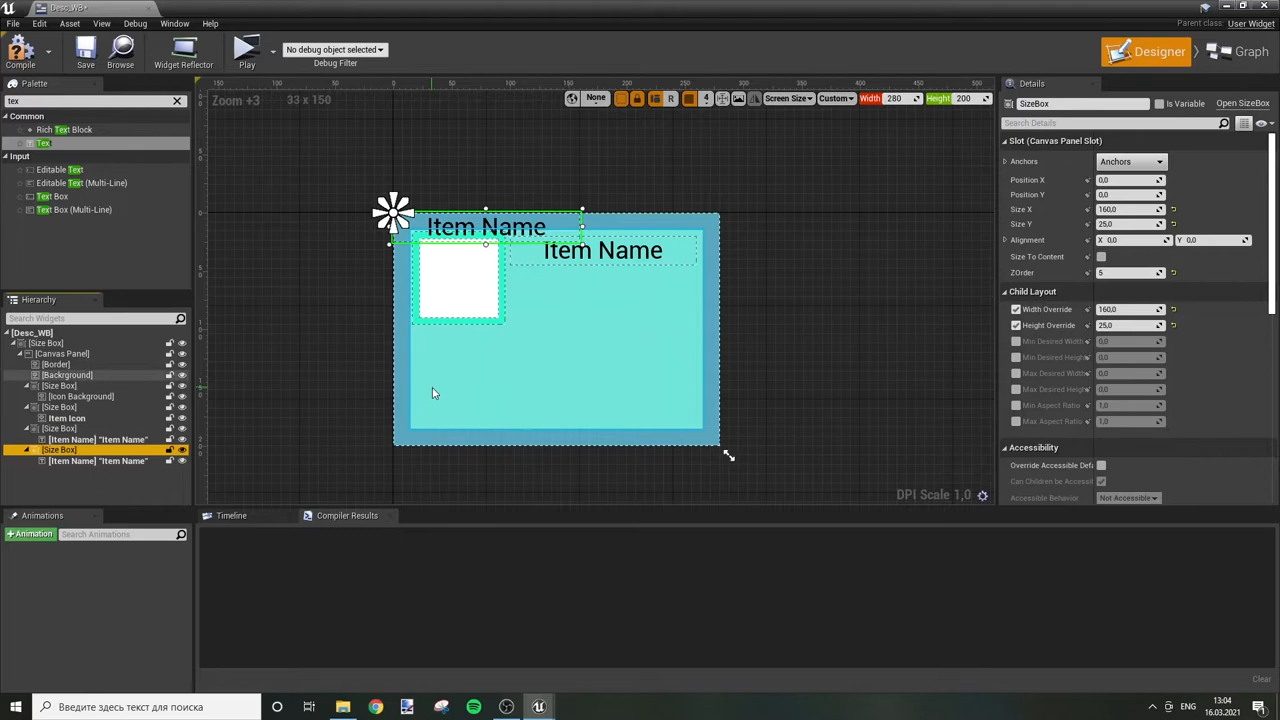 Desc_WB*
File Edit Asset View Debug Window Help
Parent class: User Widget
Compile Save Browse Widget Reflector Play
No debug object selected
Debug Filter
Designer Graph
Palette
tex
Common
Rich Text Block
Text
Input
Editable Text
Editable Text (Multi-Line)
Text Box
Text Box (Multi-Line)
Hierarchy
Search Widgets
[Desc_WB]
[Size Box]
[Canvas Panel]
[Border]
[Background]
[Size Box]
[Icon Background]
[Size Box]
Item Icon
[Size Box]
[Item Name] "Item Name"
[Size Box]
[Item Name] "Item Name"
Animations
+Animation Search Animations
Zoom +3 33 x 150
None R 4 Screen Size Custom Width 280 Height 200
Item Name
Item Name
DPI Scale 1,0
Timeline Compiler Results
Clear
Details
SizeBox Is Variable Open SizeBox
Search Details
Slot (Canvas Panel Slot)
Anchors Anchors
Position X 0,0
Position Y 0,0
Size X 160,0
Size Y 25,0
Alignment X 0,0 Y 0,0
Size To Content
ZOrder 5
Child Layout
Width Override 160,0
Height Override 25,0
Min Desired Width 0,0
Min Desired Height 0,0
Max Desired Width 0,0
Max Desired Height 0,0
Min Aspect Ratio 1,0
Max Aspect Ratio 1,0
Accessibility
Override Accessible Defa
Can Children be Accessi
Accessible Behavior Not Accessible
Введите здесь текст для поиска
ENG
13:04
16.03.2021